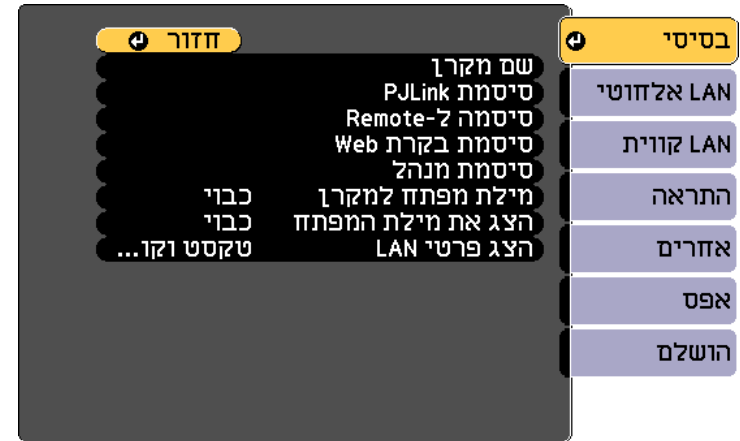 בסיסי
LAN אלחוטי
LAN קווית
התראה
אחרים
אפס
הושלם
חזור
שם מקרן
סיסמת PJLink
סיסמה ל-Remote
סיסמת בקרת Web
סיסמת מנהל
מילת מפתח למקרן כבוי
הצג את מילת המפתח כבוי
הצג פרטי LAN טקסט וקו...